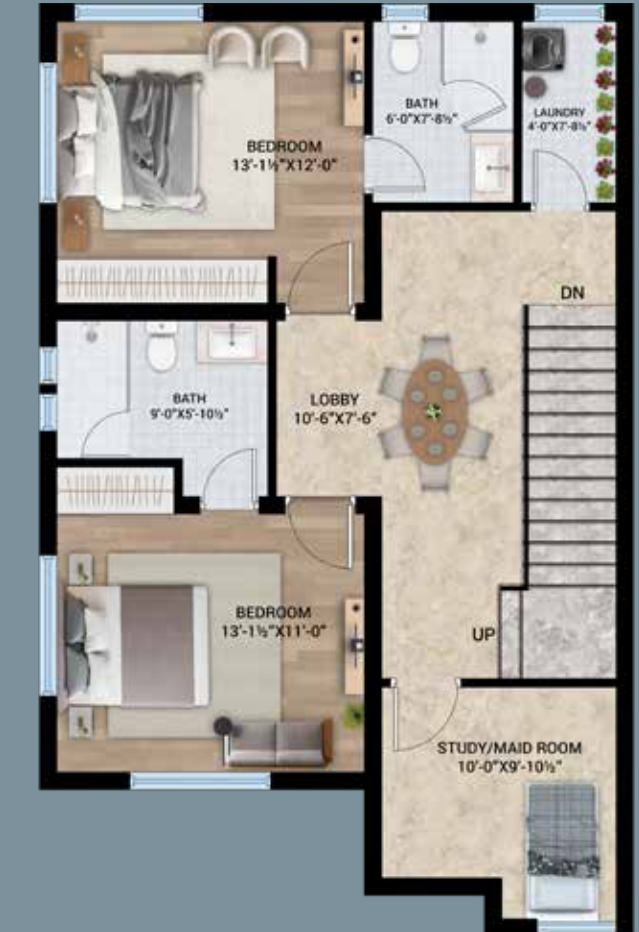 BEDROOM
13'-1½"X12'-0"
BATH
6'-0"X7'-8½"
LAUNDRY
4'-0"X7'-8½"
DN
LOBBY
10'-6"X7'-6"
BATH
9'-0"X5'-10½"
BEDROOM
13'-1½"X11'-0"
UP
STUDY/MAID ROOM
10'-0"X9'-10½"